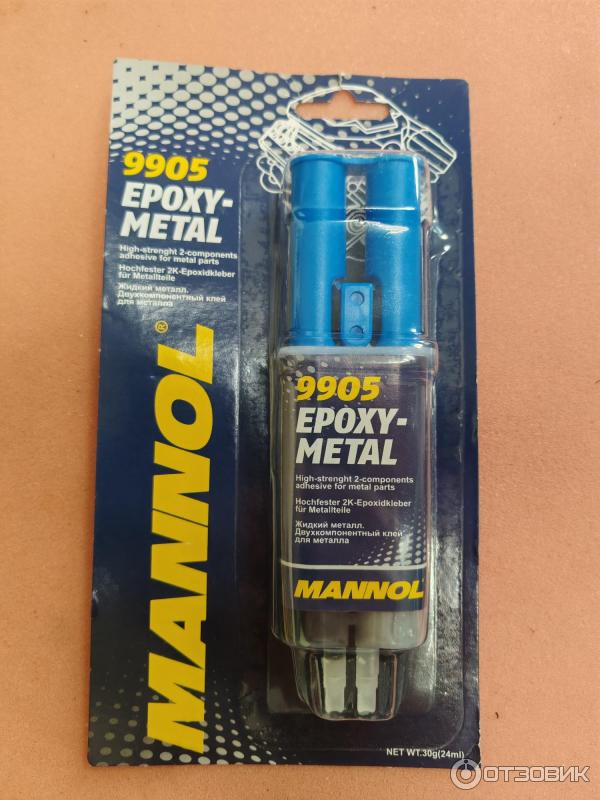 9905
EPOXY-
METAL
High-strenght 2-components
adhesive for metal parts
Hochfester 2K-Epoxidkleber
für Metallteile
Жидкий металл.
Двухкомпонентный клей
для металла
MANNOL®
9905
EPOXY-
METAL
High-strenght 2-components
adhesive for metal parts
Hochfester 2K-Epoxidkleber
für Metallteile
Жидкий металл.
Двухкомпонентный клей
для металла
MANNOL
NET WT.30g(24ml)
ОТЗОВИК